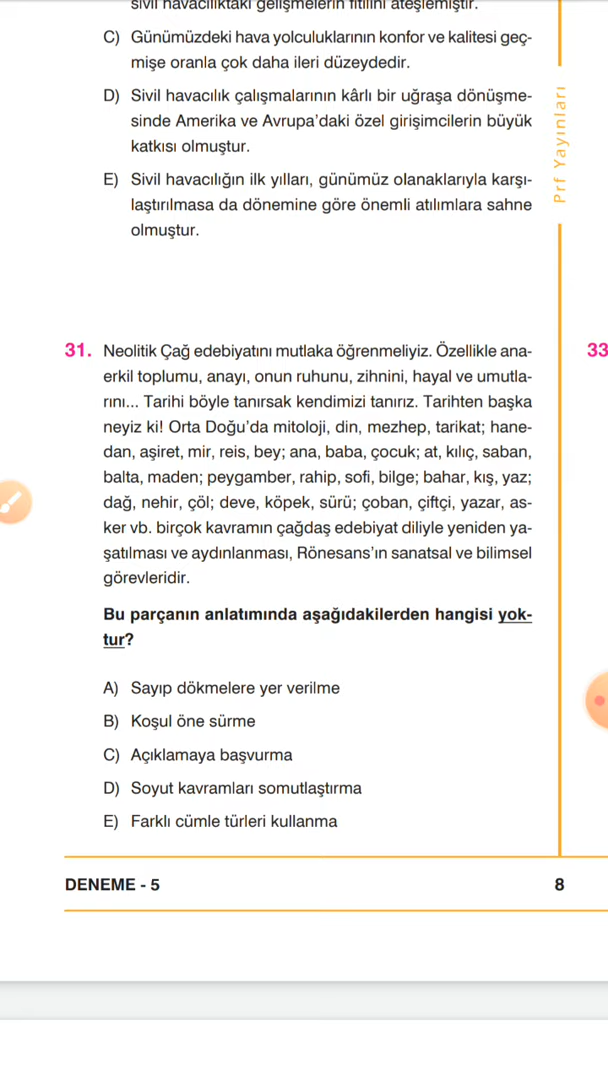 sivil havacılıktaki gelişmelerin fitilini ateşlemiştir.
C) Günümüzdeki hava yolculuklarının konfor ve kalitesi geç-
mişe oranla çok daha ileri düzeydedir.
D) Sivil havacılık çalışmalarının kârlı bir uğraşa dönüşme-
sinde Amerika ve Avrupa'daki özel girişimcilerin büyük
katkısı olmuştur.
E) Sivil havacılığın ilk yılları, günümüz olanaklarıyla karşı-
laştırılmasa da dönemine göre önemli atılımlara sahne
olmuştur.
Prf Yayınları
31. Neolitik Çağ edebiyatını mutlaka öğrenmeliyiz. Özellikle ana-
erkil toplumu, anayı, onun ruhunu, zihnini, hayal ve umutla-
rını... Tarihi böyle tanırsak kendimizi tanırız. Tarihten başka
neyiz ki! Orta Doğu'da mitoloji, din, mezhep, tarikat; hane-
dan, aşiret, mir, reis, bey; ana, baba, çocuk; at, kılıç, saban,
balta, maden; peygamber, rahip, sofi, bilge; bahar, kış, yaz;
dağ, nehir, çöl; deve, köpek, sürü; çoban, çiftçi, yazar, as-
ker vb. birçok kavramın çağdaş edebiyat diliyle yeniden ya-
şatılması ve aydınlanması, Rönesans'ın sanatsal ve bilimsel
görevleridir.
Bu parçanın anlatımında aşağıdakilerden hangisi yok-
tur?
A) Sayıp dökmelere yer verilme
B) Koşul öne sürme
C) Açıklamaya başvurma
D) Soyut kavramları somutlaştırma
E) Farklı cümle türleri kullanma
33
DENEME - 5
8